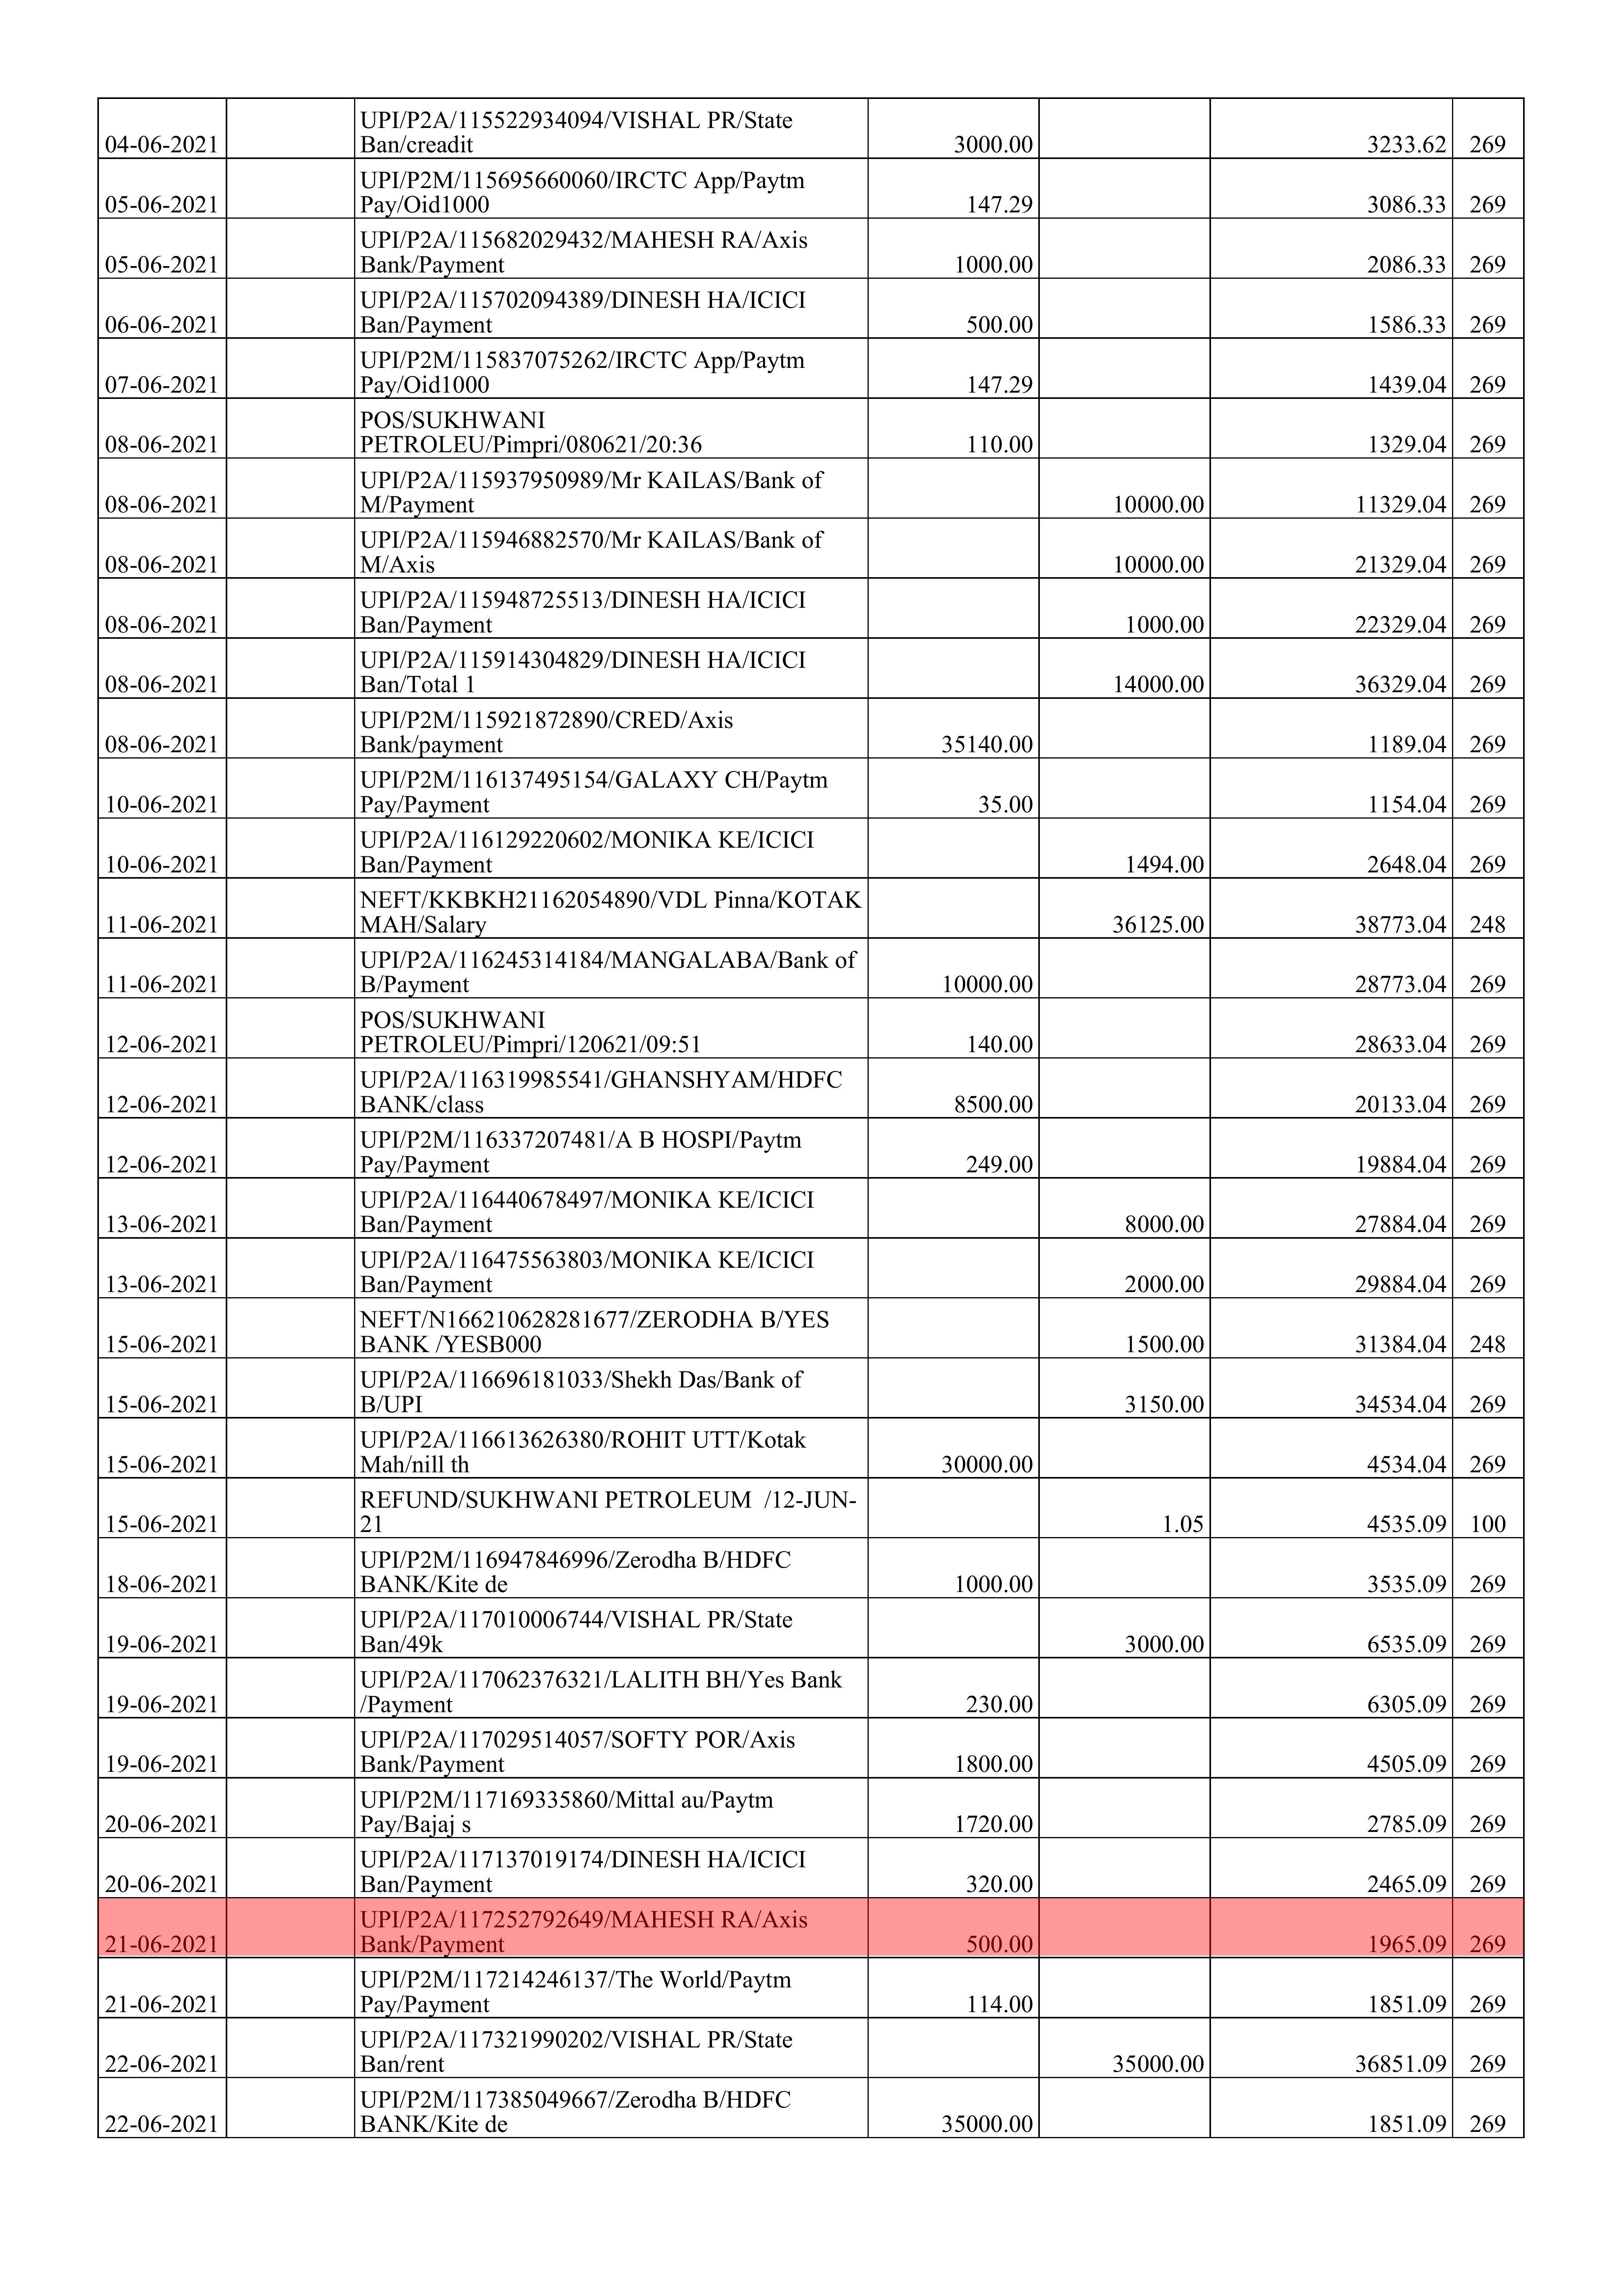 UPI/P2A/115522934094/VISHAL PR/State
04-06-2021 Ban/creadit 3000.00 3233.62 269
UPI/P2M/115695660060/IRCTC App/Paytm
05-06-2021 Pay/Oid1000 147.29 3086.33 269
UPI/P2A/115682029432/MAHESH RA/Axis
05-06-2021 Bank/Payment 1000.00 2086.33 269
UPI/P2A/115702094389/DINESH HA/ICICI
06-06-2021 Ban/Payment 500.00 1586.33 269
UPI/P2M/115837075262/IRCTC App/Paytm
07-06-2021 Pay/Oid1000 147.29 1439.04 269
POS/SUKHWANI
08-06-2021 PETROLEU/Pimpri/080621/20:36 110.00 1329.04 269
UPI/P2A/115937950989/Mr KAILAS/Bank of
08-06-2021 M/Payment 10000.00 11329.04 269
UPI/P2A/115946882570/Mr KAILAS/Bank of
08-06-2021 M/Axis 10000.00 21329.04 269
UPI/P2A/115948725513/DINESH HA/ICICI
08-06-2021 Ban/Payment 1000.00 22329.04 269
UPI/P2A/115914304829/DINESH HA/ICICI
08-06-2021 Ban/Total 1 14000.00 36329.04 269
UPI/P2M/115921872890/CRED/Axis
08-06-2021 Bank/payment 35140.00 1189.04 269
UPI/P2M/116137495154/GALAXY CH/Paytm
10-06-2021 Pay/Payment 35.00 1154.04 269
UPI/P2A/116129220602/MONIKA KE/ICICI
10-06-2021 Ban/Payment 1494.00 2648.04 269
NEFT/KKBKH21162054890/VDL Pinna/KOTAK
11-06-2021 MAH/Salary 36125.00 38773.04 248
UPI/P2A/116245314184/MANGALABA/Bank of
11-06-2021 B/Payment 10000.00 28773.04 269
POS/SUKHWANI
12-06-2021 PETROLEU/Pimpri/120621/09:51 140.00 28633.04 269
UPI/P2A/116319985541/GHANSHYAM/HDFC
12-06-2021 BANK/class 8500.00 20133.04 269
UPI/P2M/116337207481/A B HOSPI/Paytm
12-06-2021 Pay/Payment 249.00 19884.04 269
UPI/P2A/116440678497/MONIKA KE/ICICI
13-06-2021 Ban/Payment 8000.00 27884.04 269
UPI/P2A/116475563803/MONIKA KE/ICICI
13-06-2021 Ban/Payment 2000.00 29884.04 269
NEFT/N166210628281677/ZERODHA B/YES
15-06-2021 BANK /YESB000 1500.00 31384.04 248
UPI/P2A/116696181033/Shekh Das/Bank of
15-06-2021 B/UPI 3150.00 34534.04 269
UPI/P2A/116613626380/ROHIT UTT/Kotak
15-06-2021 Mah/nill th 30000.00 4534.04 269
REFUND/SUKHWANI PETROLEUM /12-JUN-
15-06-2021 21 1.05 4535.09 100
UPI/P2M/116947846996/Zerodha B/HDFC
18-06-2021 BANK/Kite de 1000.00 3535.09 269
UPI/P2A/117010006744/VISHAL PR/State
19-06-2021 Ban/49k 3000.00 6535.09 269
UPI/P2A/117062376321/LALITH BH/Yes Bank
19-06-2021 /Payment 230.00 6305.09 269
UPI/P2A/117029514057/SOFTY POR/Axis
19-06-2021 Bank/Payment 1800.00 4505.09 269
UPI/P2M/117169335860/Mittal au/Paytm
20-06-2021 Pay/Bajaj s 1720.00 2785.09 269
UPI/P2A/117137019174/DINESH HA/ICICI
20-06-2021 Ban/Payment 320.00 2465.09 269
UPI/P2A/117252792649/MAHESH RA/Axis
21-06-2021 Bank/Payment 500.00 1965.09 269
UPI/P2M/117214246137/The World/Paytm
21-06-2021 Pay/Payment 114.00 1851.09 269
UPI/P2A/117321990202/VISHAL PR/State
22-06-2021 Ban/rent 35000.00 36851.09 269
UPI/P2M/117385049667/Zerodha B/HDFC
22-06-2021 BANK/Kite de 35000.00 1851.09 269